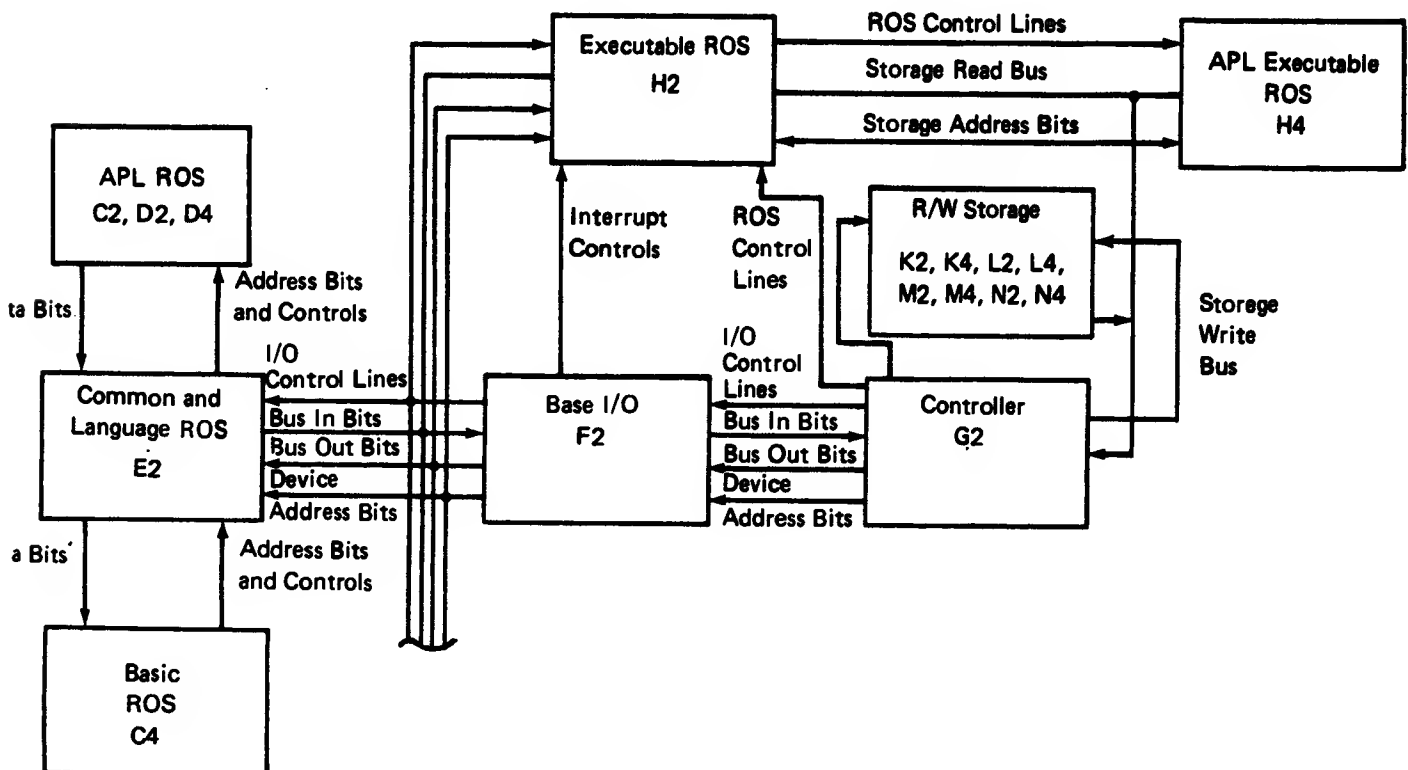 Executable ROS
H2
ROS Control Lines
Storage Read Bus
Storage Address Bits
APL Executable
ROS
H4
APL ROS
C2, D2, D4
Interrupt
Controls
ROS
Control
Lines
R/W Storage
K2, K4, L2, L4,
M2, M4, N2, N4
Storege
Write
Bus
ta Bits
Address Bits
and Controls
I/O
Control Lines
Bus In Bits
Bus Out Bits
Device
Address Bits
Common and
Language ROS
E2
Base I/O
F2
I/O
Control
Lines
Bus In Bits
Bus Out Bits
Device
Address Bits
Controller
G2
a Bits
Address Bits
and Controls
Basic
ROS
C4